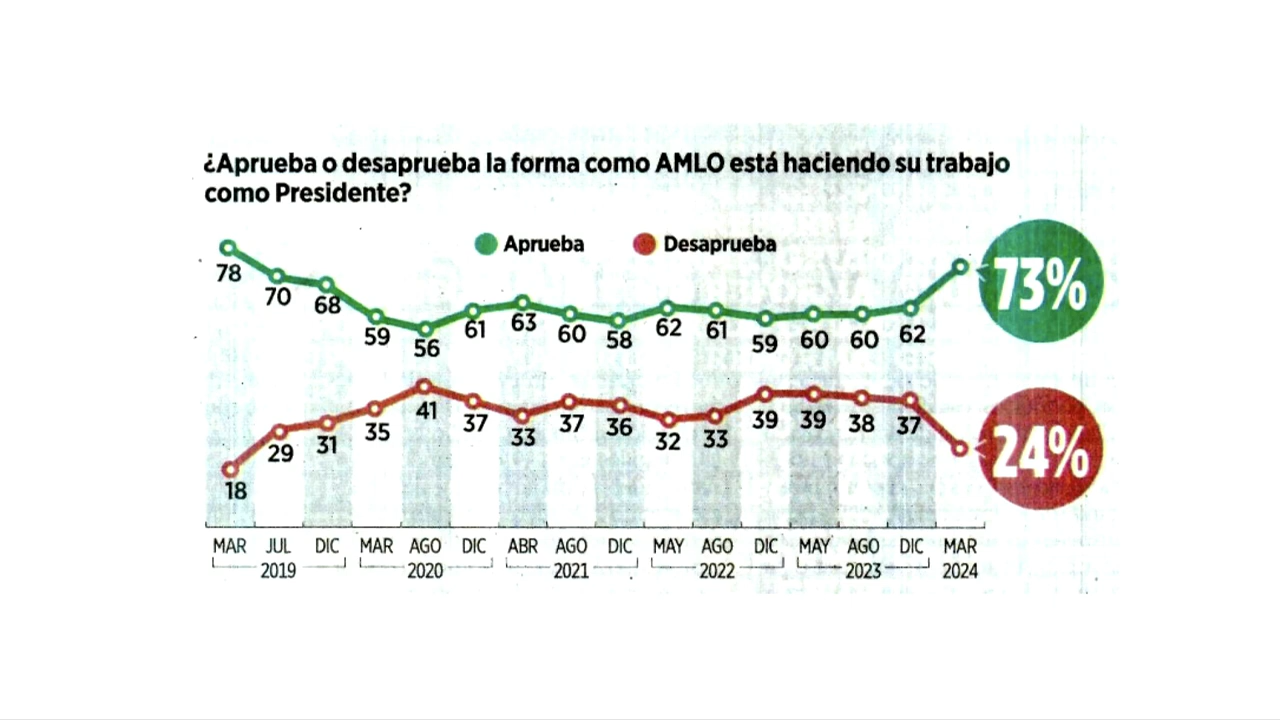 ¿Aprueba o desaprueba la forma como AMLO está haciendo su trabajo
como Presidente?
Aprueba Desaprueba
78 70 68 59 56 61 63 60 58 62 61 59 60 60 62 73%
18 29 31 35 41 37 33 37 36 32 33 39 39 38 37 24%
MAR JUL DIC MAR AGO DIC ABR AGO DIC MAY AGO DIC MAY AGO DIC MAR
2019 2020 2021 2022 2023 2024